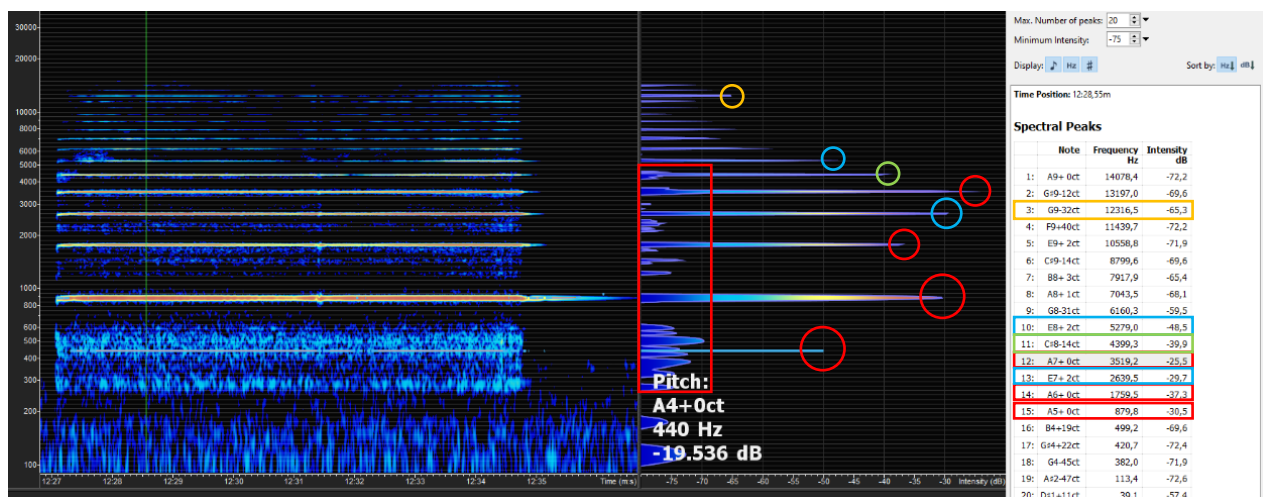 30000
20000
10000
8000
6000
5000
4000
3000
2000
1000
800
600
500
400
300
200
100
12:27 12:28 12:29 12:30 12:31 12:32 12:33 12:34 12:35 Time (m:s)
-75 -70 -65 -60 -55 -50 -45 -40 -35 -30 Intensity (dB)
Pitch:
A4+0ct
440 Hz
-19.536 dB
Max. Number of peaks: 20
Minimum Intensity: -75
Display: ♪ Hz # Sort by: Hz↓ dB↓
Time Position: 12:28,55m
Spectral Peaks
Note Frequency Hz Intensity dB
1: A9+ 0ct 14078,4 -72,2
2: G♯9-12ct 13197,0 -69,6
3: G9-32ct 12316,5 -65,3
4: F9+40ct 11439,7 -72,2
5: E9+ 2ct 10558,8 -71,9
6: C♯9-14ct 8799,6 -69,6
7: B8+ 3ct 7917,9 -65,4
8: A8+ 1ct 7043,5 -68,1
9: G8-31ct 6160,3 -59,5
10: E8+ 2ct 5279,0 -48,5
11: C♯8-14ct 4399,3 -39,9
12: A7+ 0ct 3519,2 -25,5
13: E7+ 2ct 2639,5 -29,7
14: A6+ 0ct 1759,5 -37,3
15: A5+ 0ct 879,8 -30,5
16: B4+19ct 499,2 -69,6
17: G♯4+22ct 420,7 -72,4
18: G4-45ct 382,0 -71,9
19: A♯2-47ct 113,4 -72,6
20: D♯1+11ct 39,1 -57,4